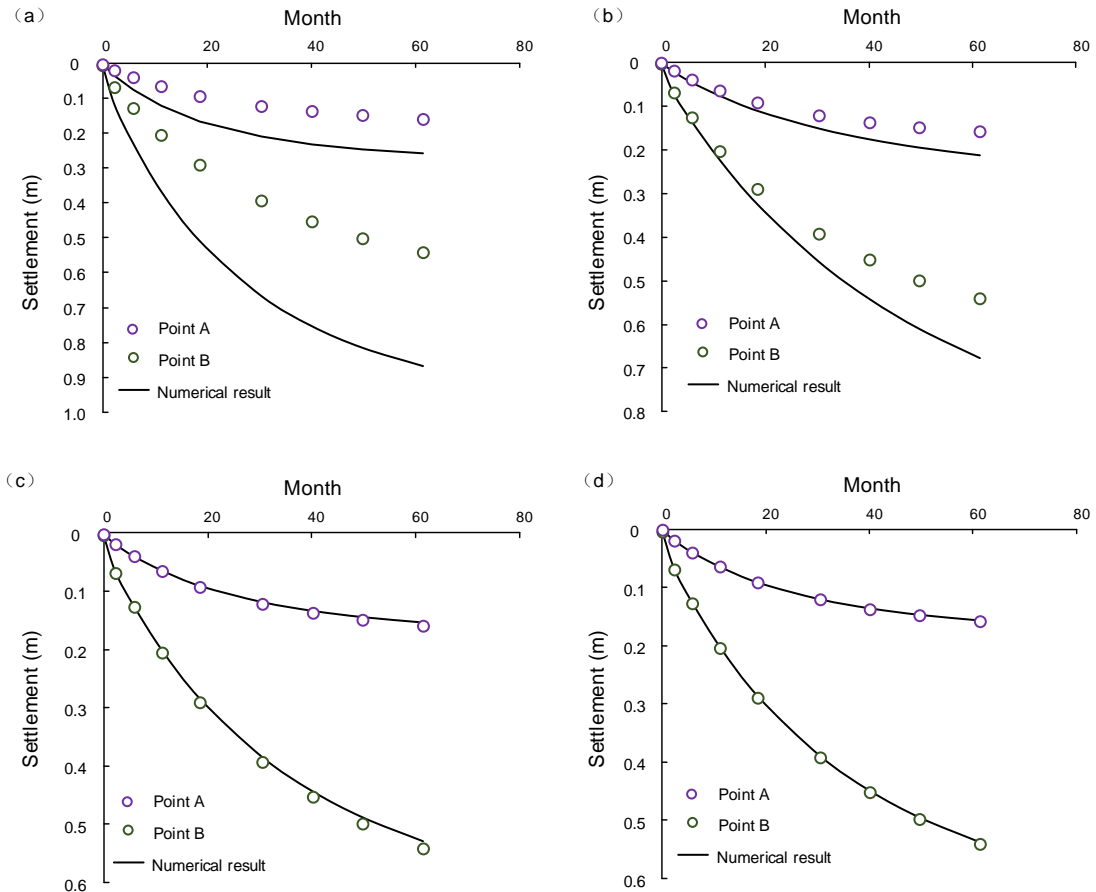 （a）
Month
0 20 40 60 80
0
0.1
0.2
0.3
0.4
0.5
0.6
0.7
0.8
0.9
1.0
Settlement (m)
Point A
Point B
Numerical result
（b）
Month
0 20 40 60 80
0
0.1
0.2
0.3
0.4
0.5
0.6
0.7
0.8
Settlement (m)
Point A
Point B
Numerical result
（c）
Month
0 20 40 60 80
0
0.1
0.2
0.3
0.4
0.5
0.6
Settlement (m)
Point A
Point B
Numerical result
（d）
Month
0 20 40 60 80
0
0.1
0.2
0.3
0.4
0.5
0.6
Settlement (m)
Point A
Point B
Numerical result